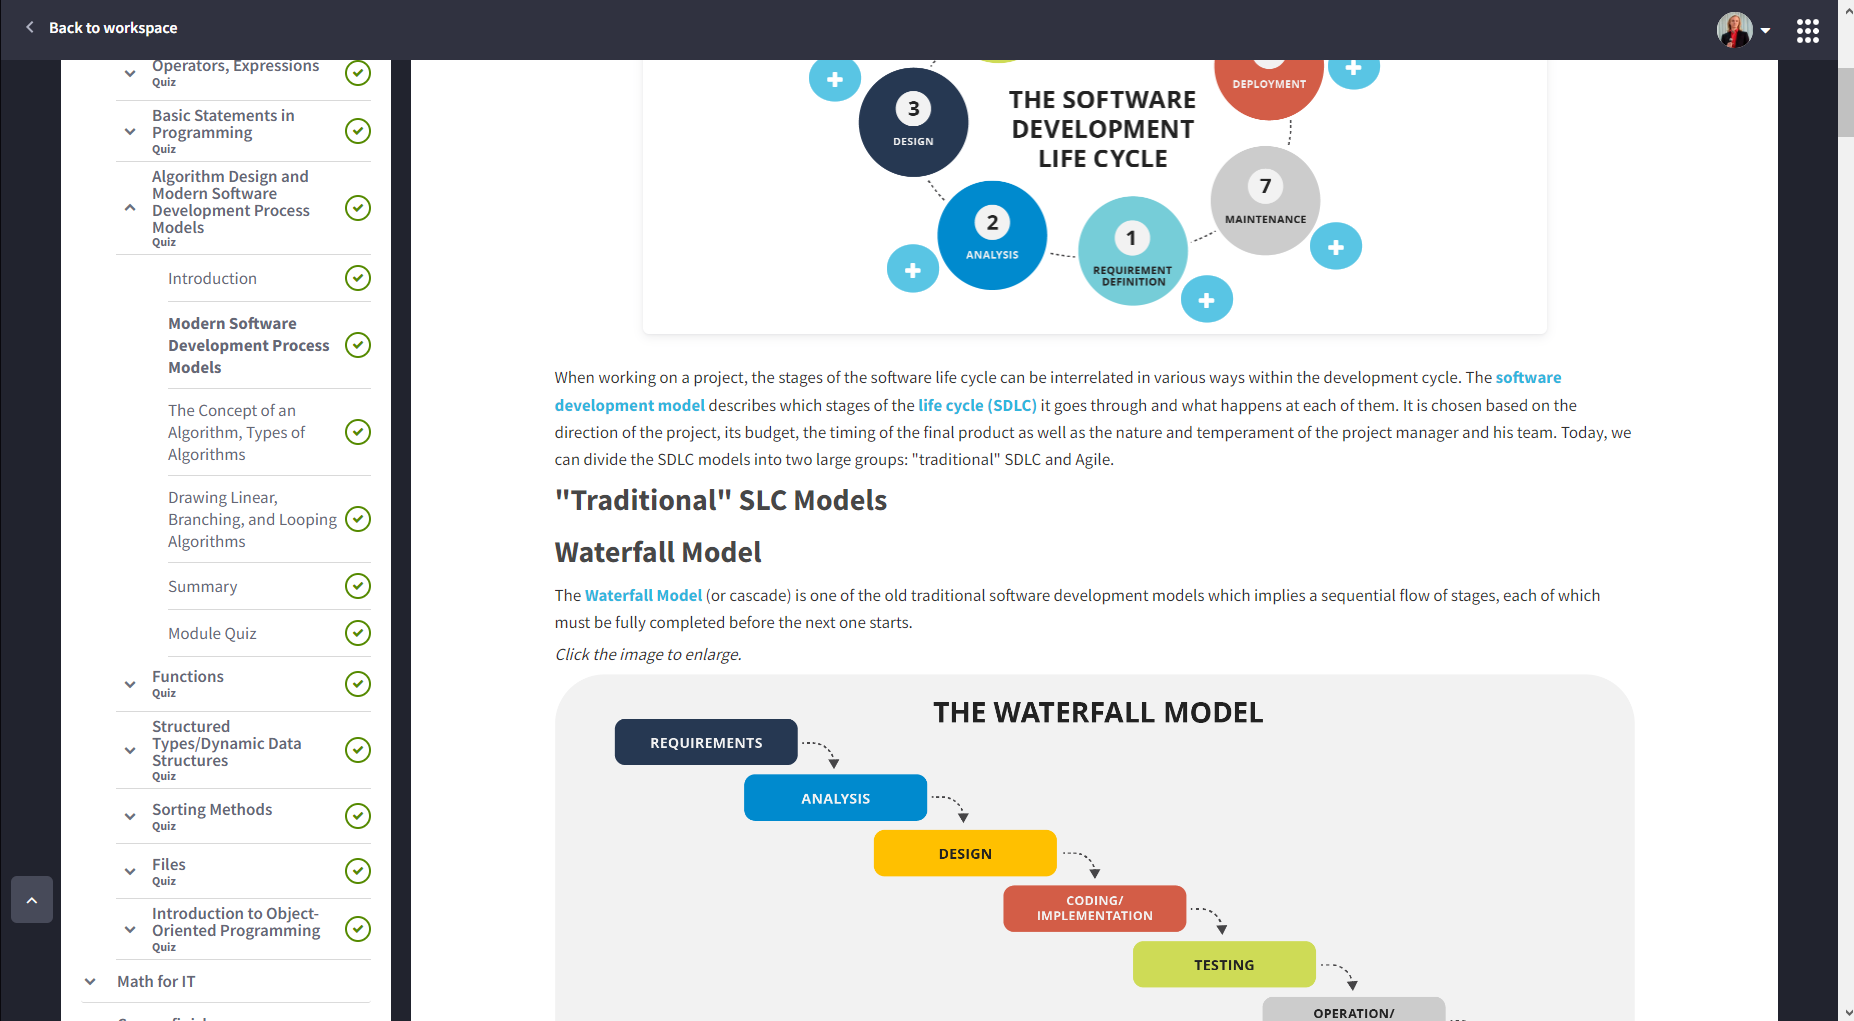 Back to workspace
Operators, Expressions
Quiz
Basic Statements in
Programming
Quiz
Algorithm Design and
Modern Software
Development Process
Models
Quiz
Introduction
Modern Software
Development Process
Models
The Concept of an
Algorithm, Types of
Algorithms
Drawing Linear,
Branching, and Looping
Algorithms
Summary
Module Quiz
Functions
Quiz
Structured
Types/Dynamic Data
Structures
Quiz
Sorting Methods
Quiz
Files
Quiz
Introduction to Object-
Oriented Programming
Quiz
Math for IT
THE SOFTWARE
DEVELOPMENT
LIFE CYCLE
DEPLOYMENT
3
DESIGN
2
ANALYSIS
1
REQUIREMENT
DEFINITION
7
MAINTENANCE
When working on a project, the stages of the software life cycle can be interrelated in various ways within the development cycle. The software
development model describes which stages of the life cycle (SDLC) it goes through and what happens at each of them. It is chosen based on the
direction of the project, its budget, the timing of the final product as well as the nature and temperament of the project manager and his team. Today, we
can divide the SDLC models into two large groups: "traditional" SDLC and Agile.
"Traditional" SLC Models
Waterfall Model
The Waterfall Model (or cascade) is one of the old traditional software development models which implies a sequential flow of stages, each of which
must be fully completed before the next one starts.
Click the image to enlarge.
THE WATERFALL MODEL
REQUIREMENTS
ANALYSIS
DESIGN
CODING/
IMPLEMENTATION
TESTING
OPERATION/